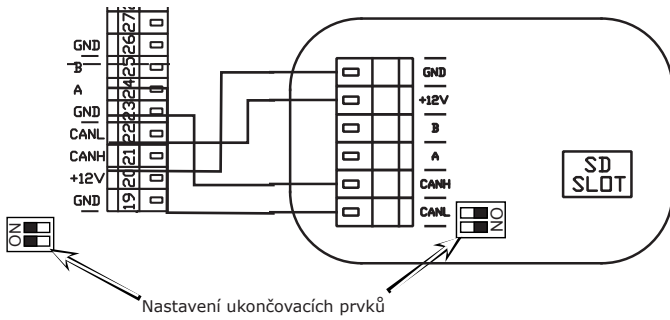 27
GND 26
B 25
A 24
GND 23
CANL 22
CANH 21
+12V 20
GND 19
GND
+12V
B
A
CANH
CANL
SD
SLOT
ON
NO
Nastavení ukončovacích prvků